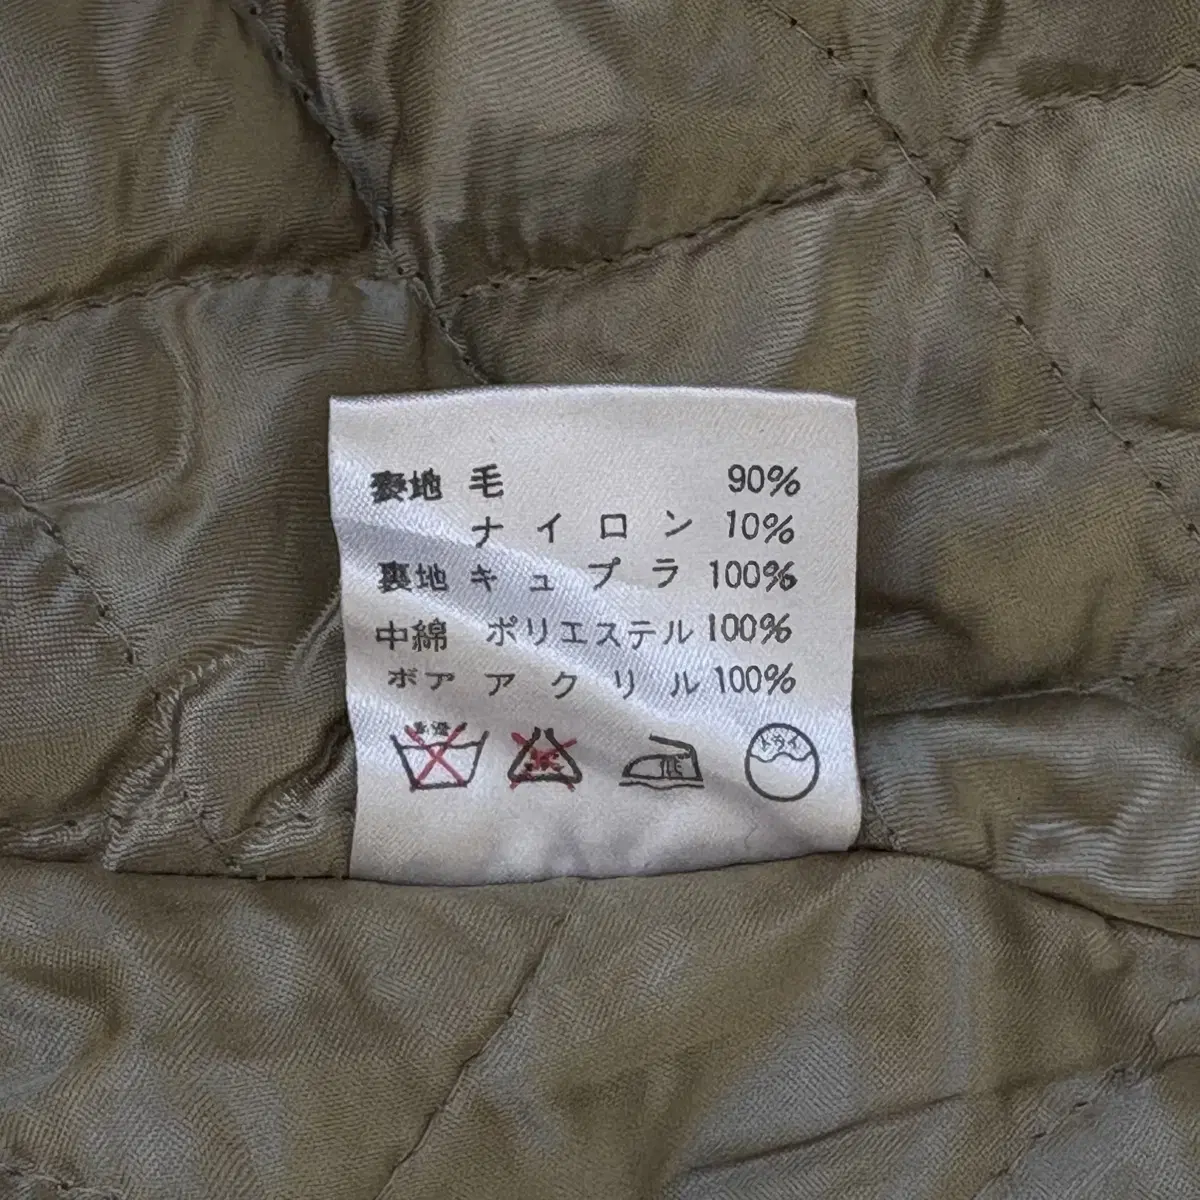 表地 毛 90%
ナイロン 10%
裏地 キュプラ 100%
中綿 ポリエステル 100%
ボア アクリル 100%
低 ドライ